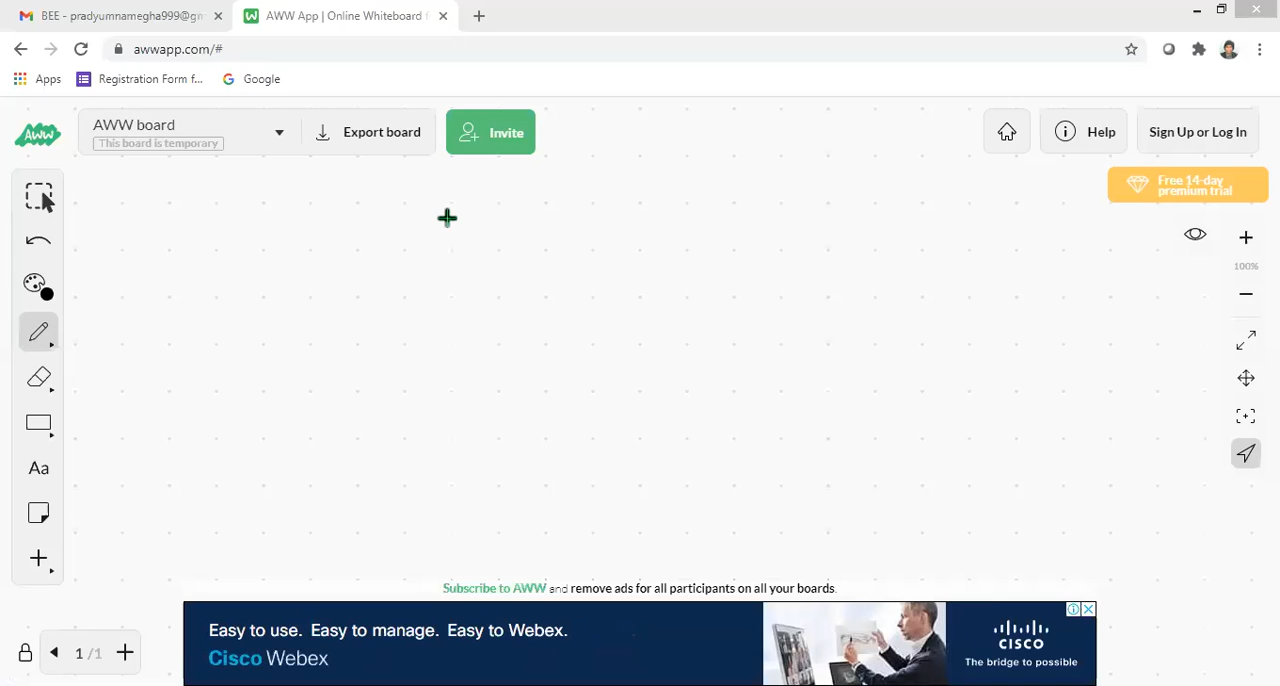 BEE - pradyumnamegha999@gm
AWW App | Online Whiteboard f
awwapp.com/#
Apps
Registration Form f...
Google
AWW
AWW board
This board is temporary
Export board
Invite
Help
Sign Up or Log In
Free 14-day
premium trial
100%
Aa
Subscribe to AWW and remove ads for all participants on all your boards.
Easy to use. Easy to manage. Easy to Webex.
Cisco Webex
CISCO
The bridge to possible
1 /1